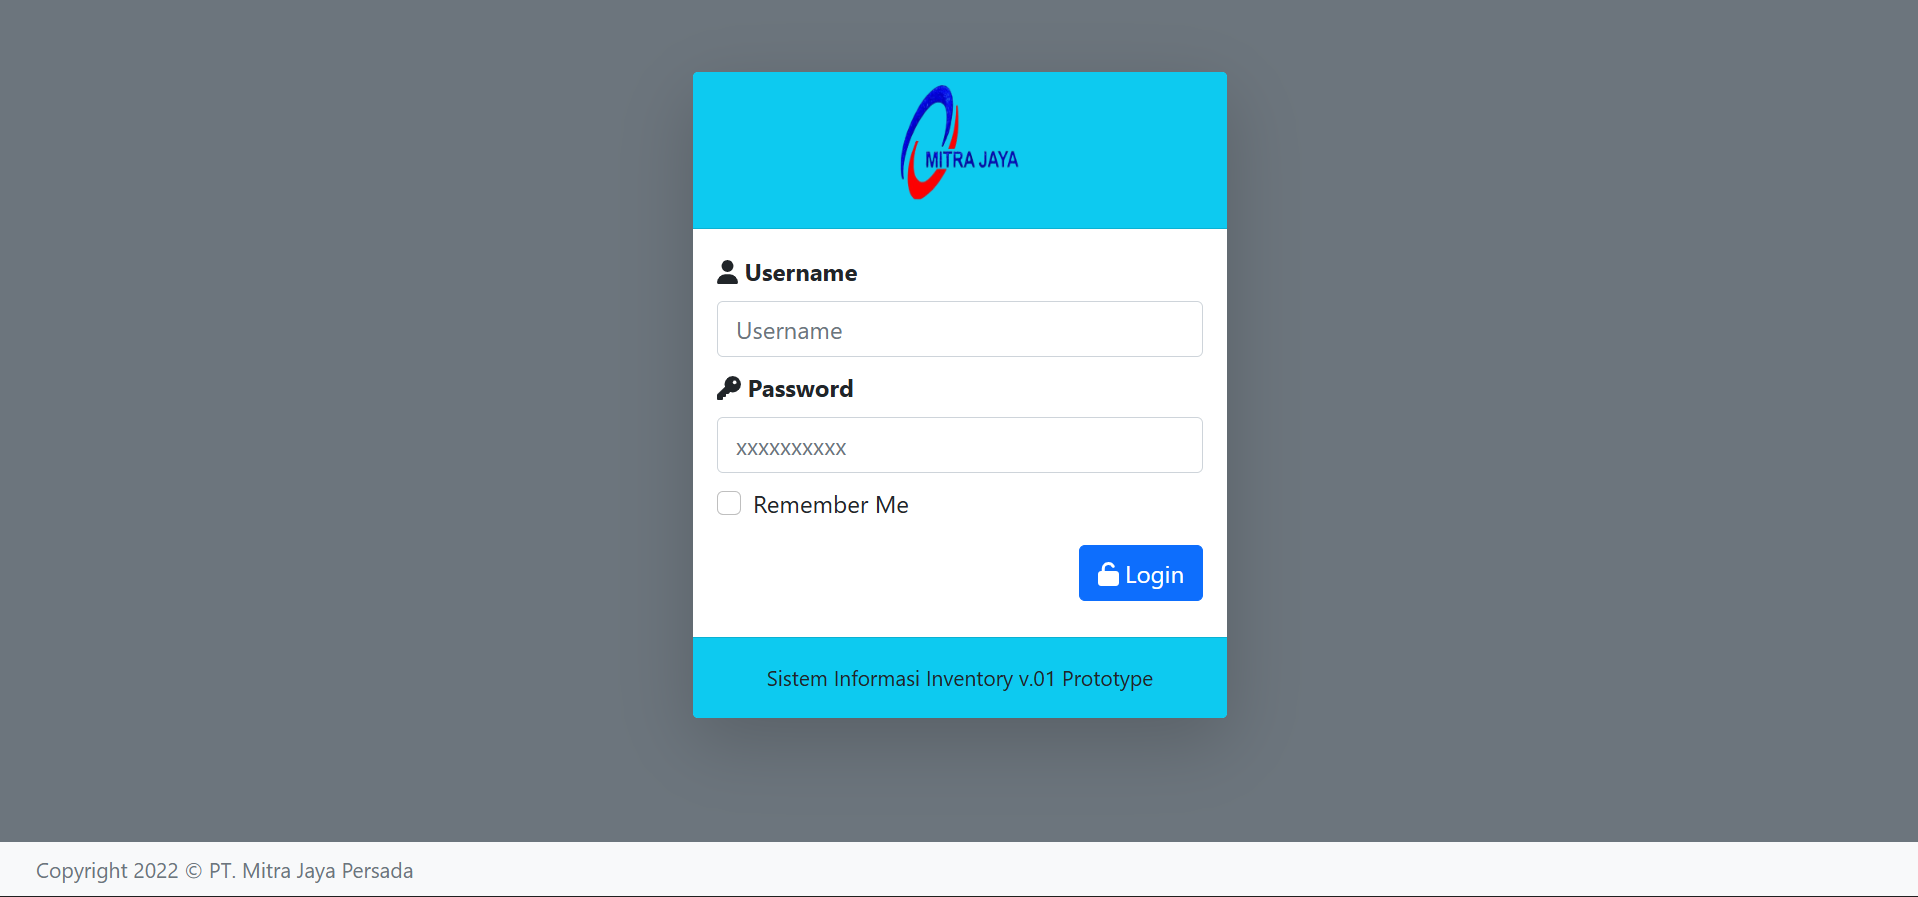 MITRA JAYA
Username
Username
Password
xxxxxxxxxx
Remember Me
Login
Sistem Informasi Inventory v.01 Prototype
Copyright 2022 © PT. Mitra Jaya Persada